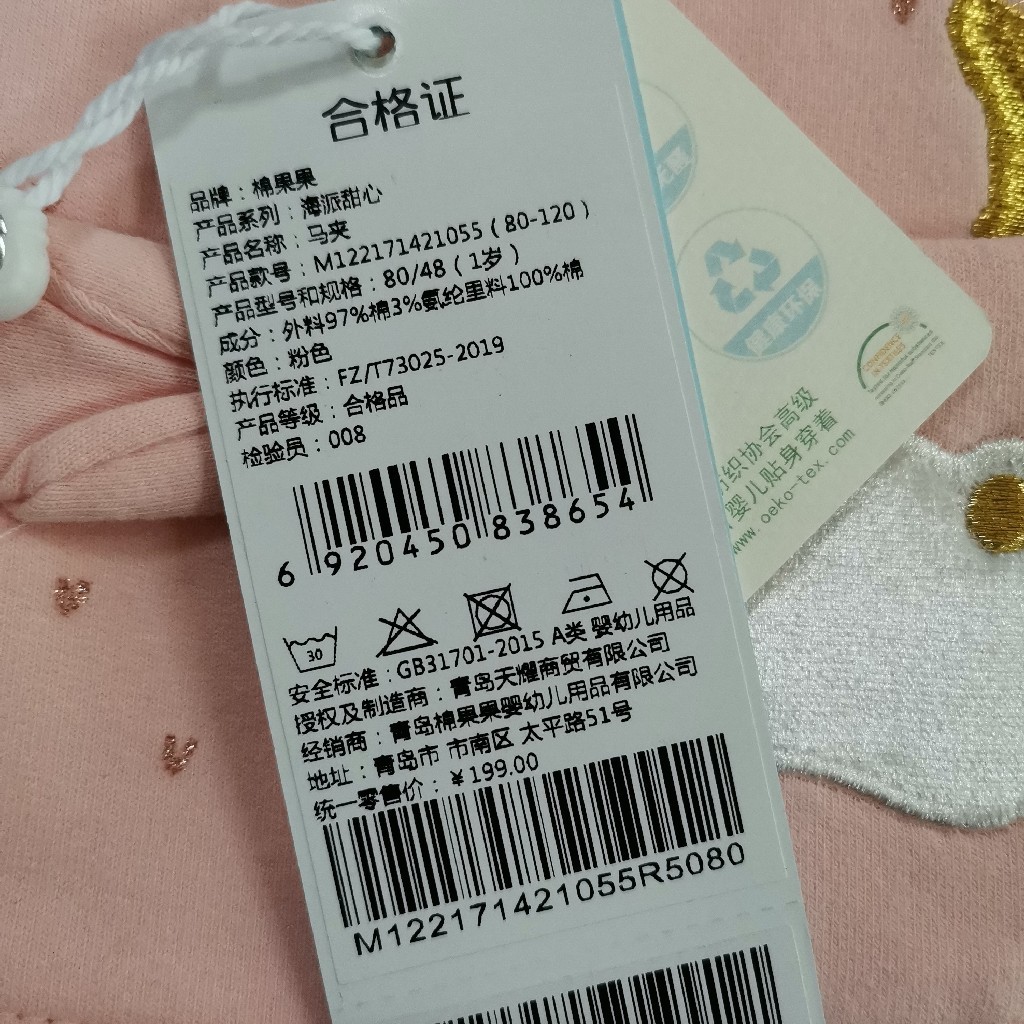 合格证
品牌：棉果果
产品系列：海派甜心
产品名称：马夹
产品款号：M122171421055（80-120）
产品型号和规格：80/48（1岁）
成分：外料97%棉3%氨纶里料100%棉
颜色：粉色
执行标准：FZ/T73025-2019
产品等级：合格品
检验员：008
6 920450 838654
30
安全标准：GB31701-2015 A类 婴幼儿用品
授权及制造商：青岛天耀商贸有限公司
经销商：青岛棉果果婴幼儿用品有限公司
地址：青岛市 市南区 太平路51号
统一零售价：￥199.00
M122171421055R5080
健康环保
织协会高级
婴儿贴身穿着
www.oeko-tex.com